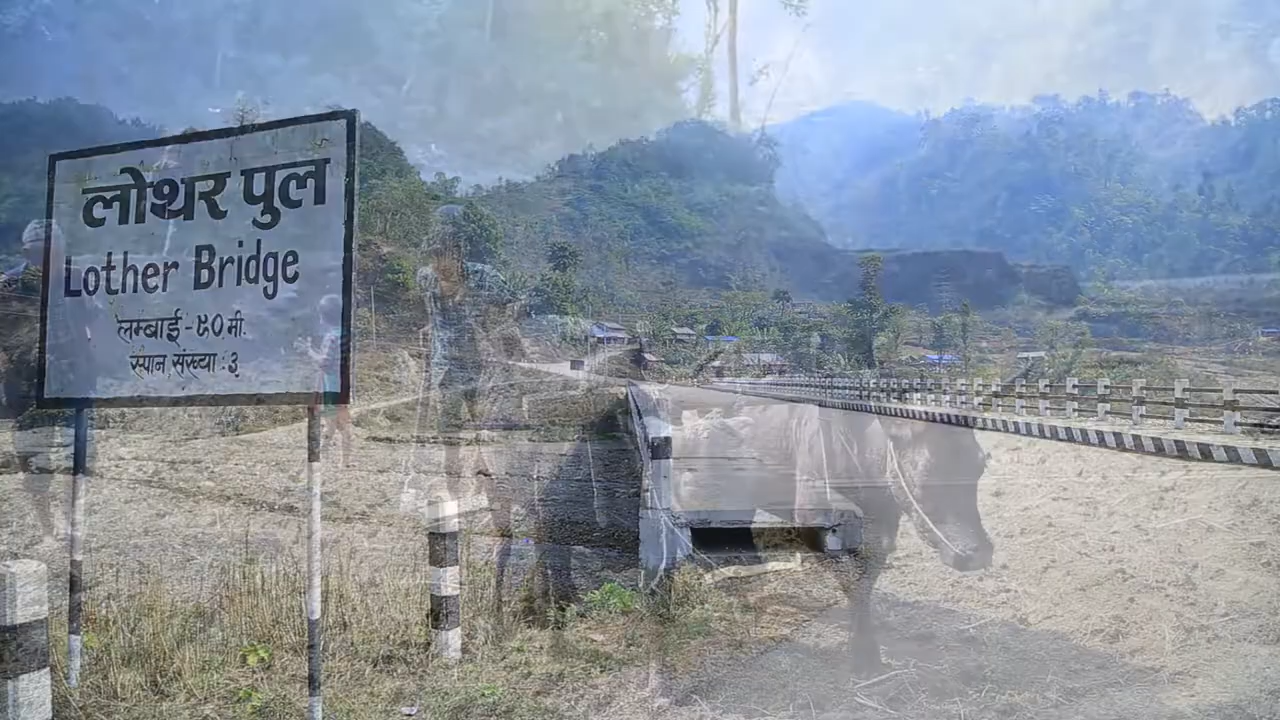 लोथर पुल
Lother Bridge
लम्बाई - ९० मी.
स्पान संख्या : ३